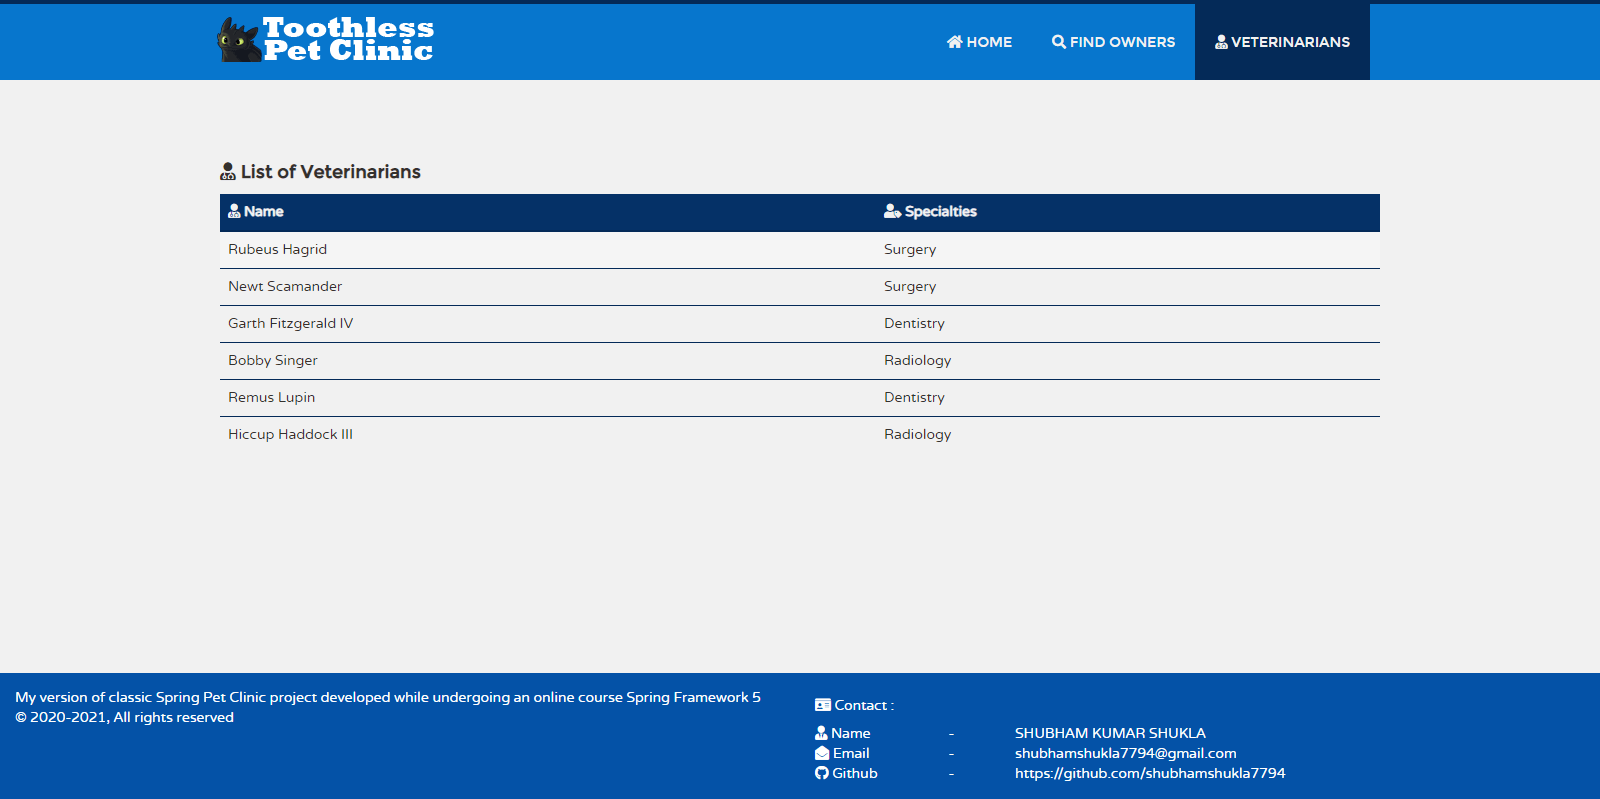 Toothless
Pet Clinic
HOME FIND OWNERS VETERINARIANS
List of Veterinarians
Name Specialties
Rubeus Hagrid Surgery
Newt Scamander Surgery
Garth Fitzgerald IV Dentistry
Bobby Singer Radiology
Remus Lupin Dentistry
Hiccup Haddock III Radiology
My version of classic Spring Pet Clinic project developed while undergoing an online course Spring Framework 5
© 2020-2021, All rights reserved
Contact :
Name - SHUBHAM KUMAR SHUKLA
Email - shubhamshukla7794@gmail.com
Github - https://github.com/shubhamshukla7794